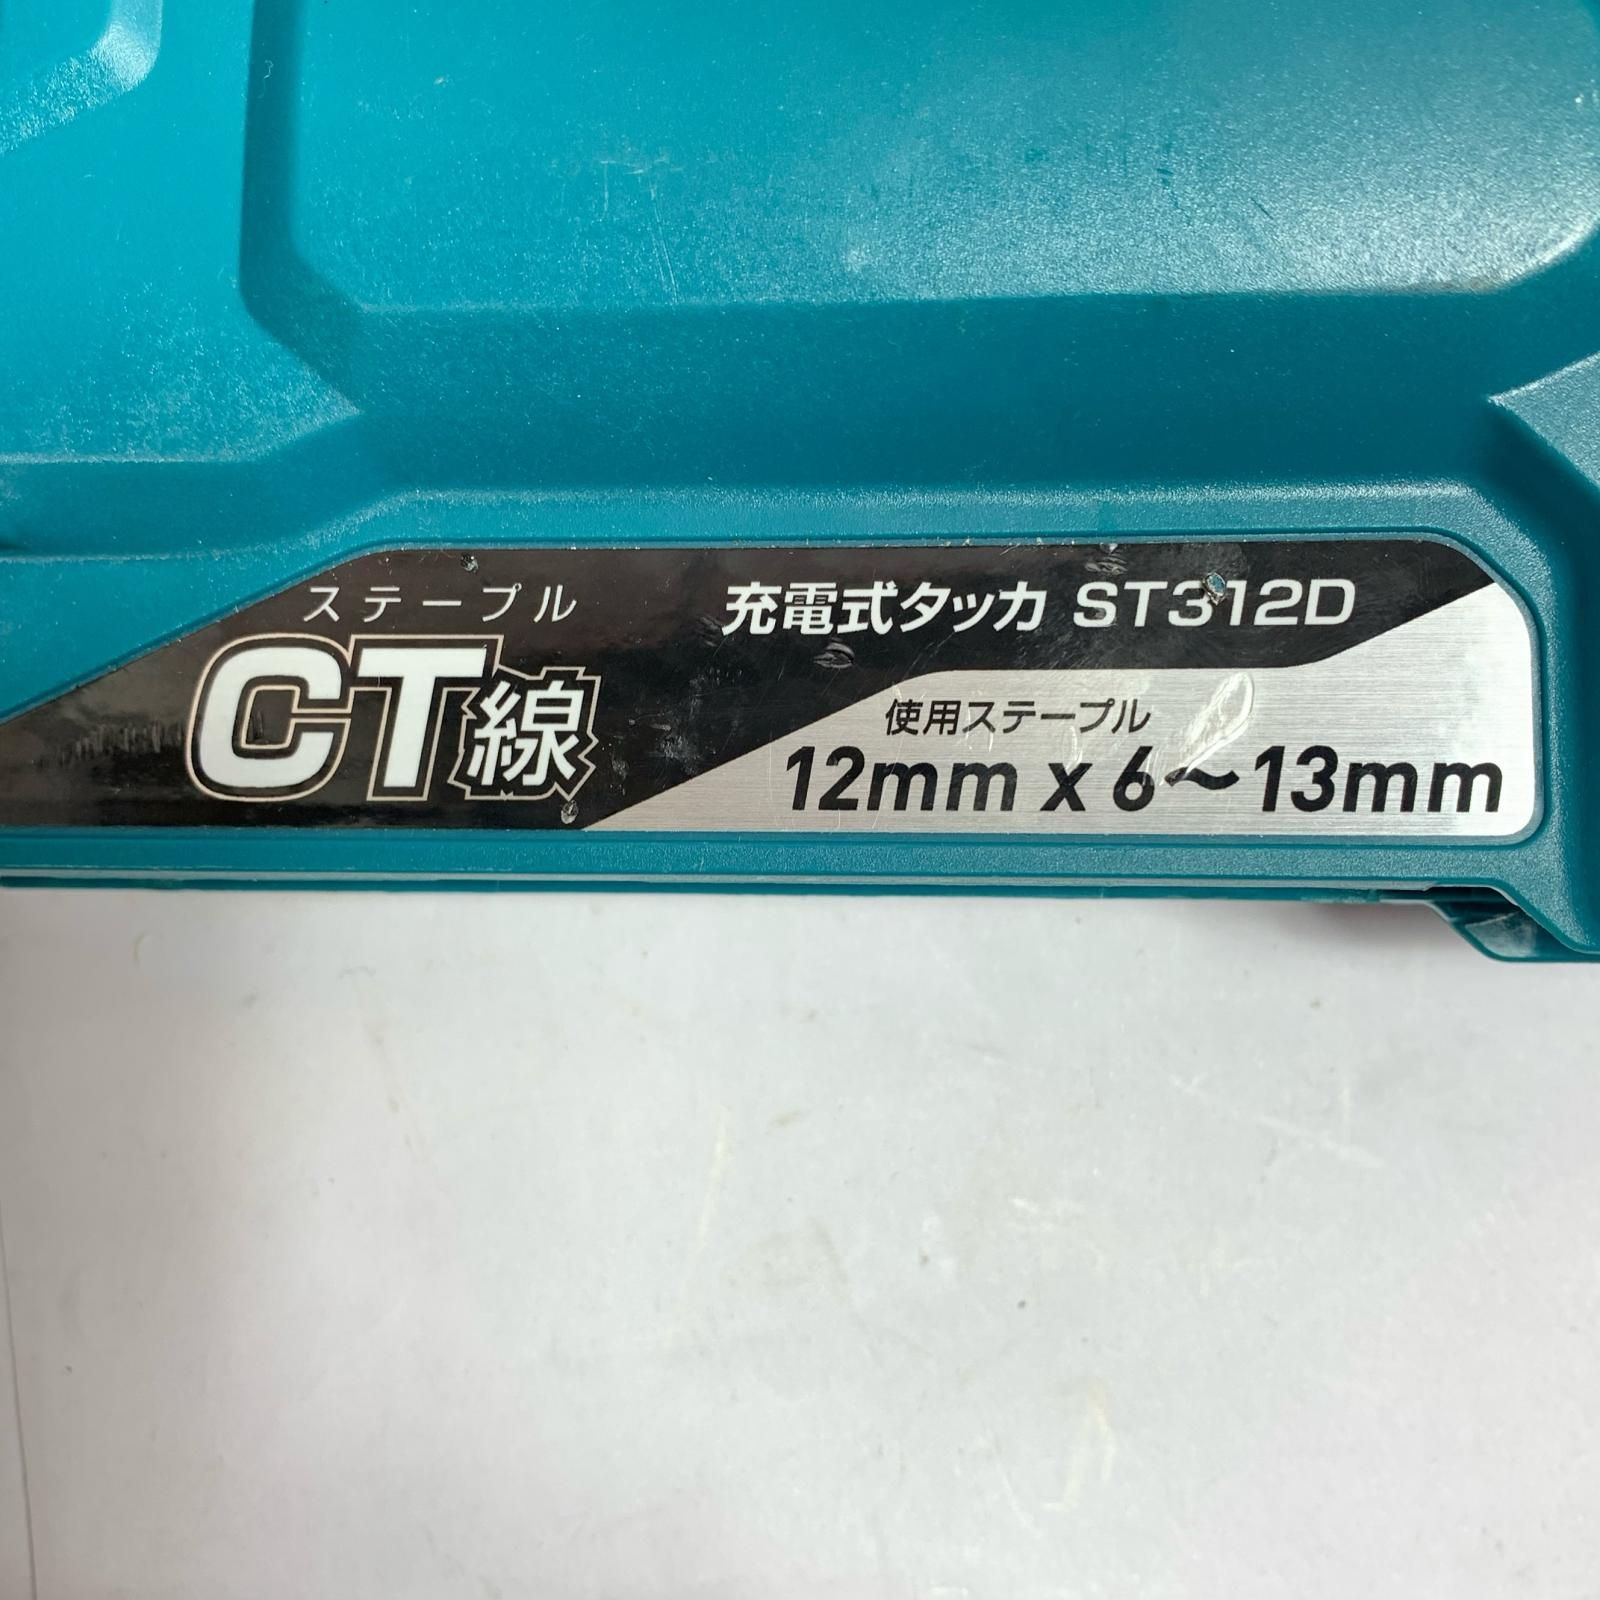 ステープル
CT線
充電式タッカ ST312D
使用ステープル
12mm x 6～13mm